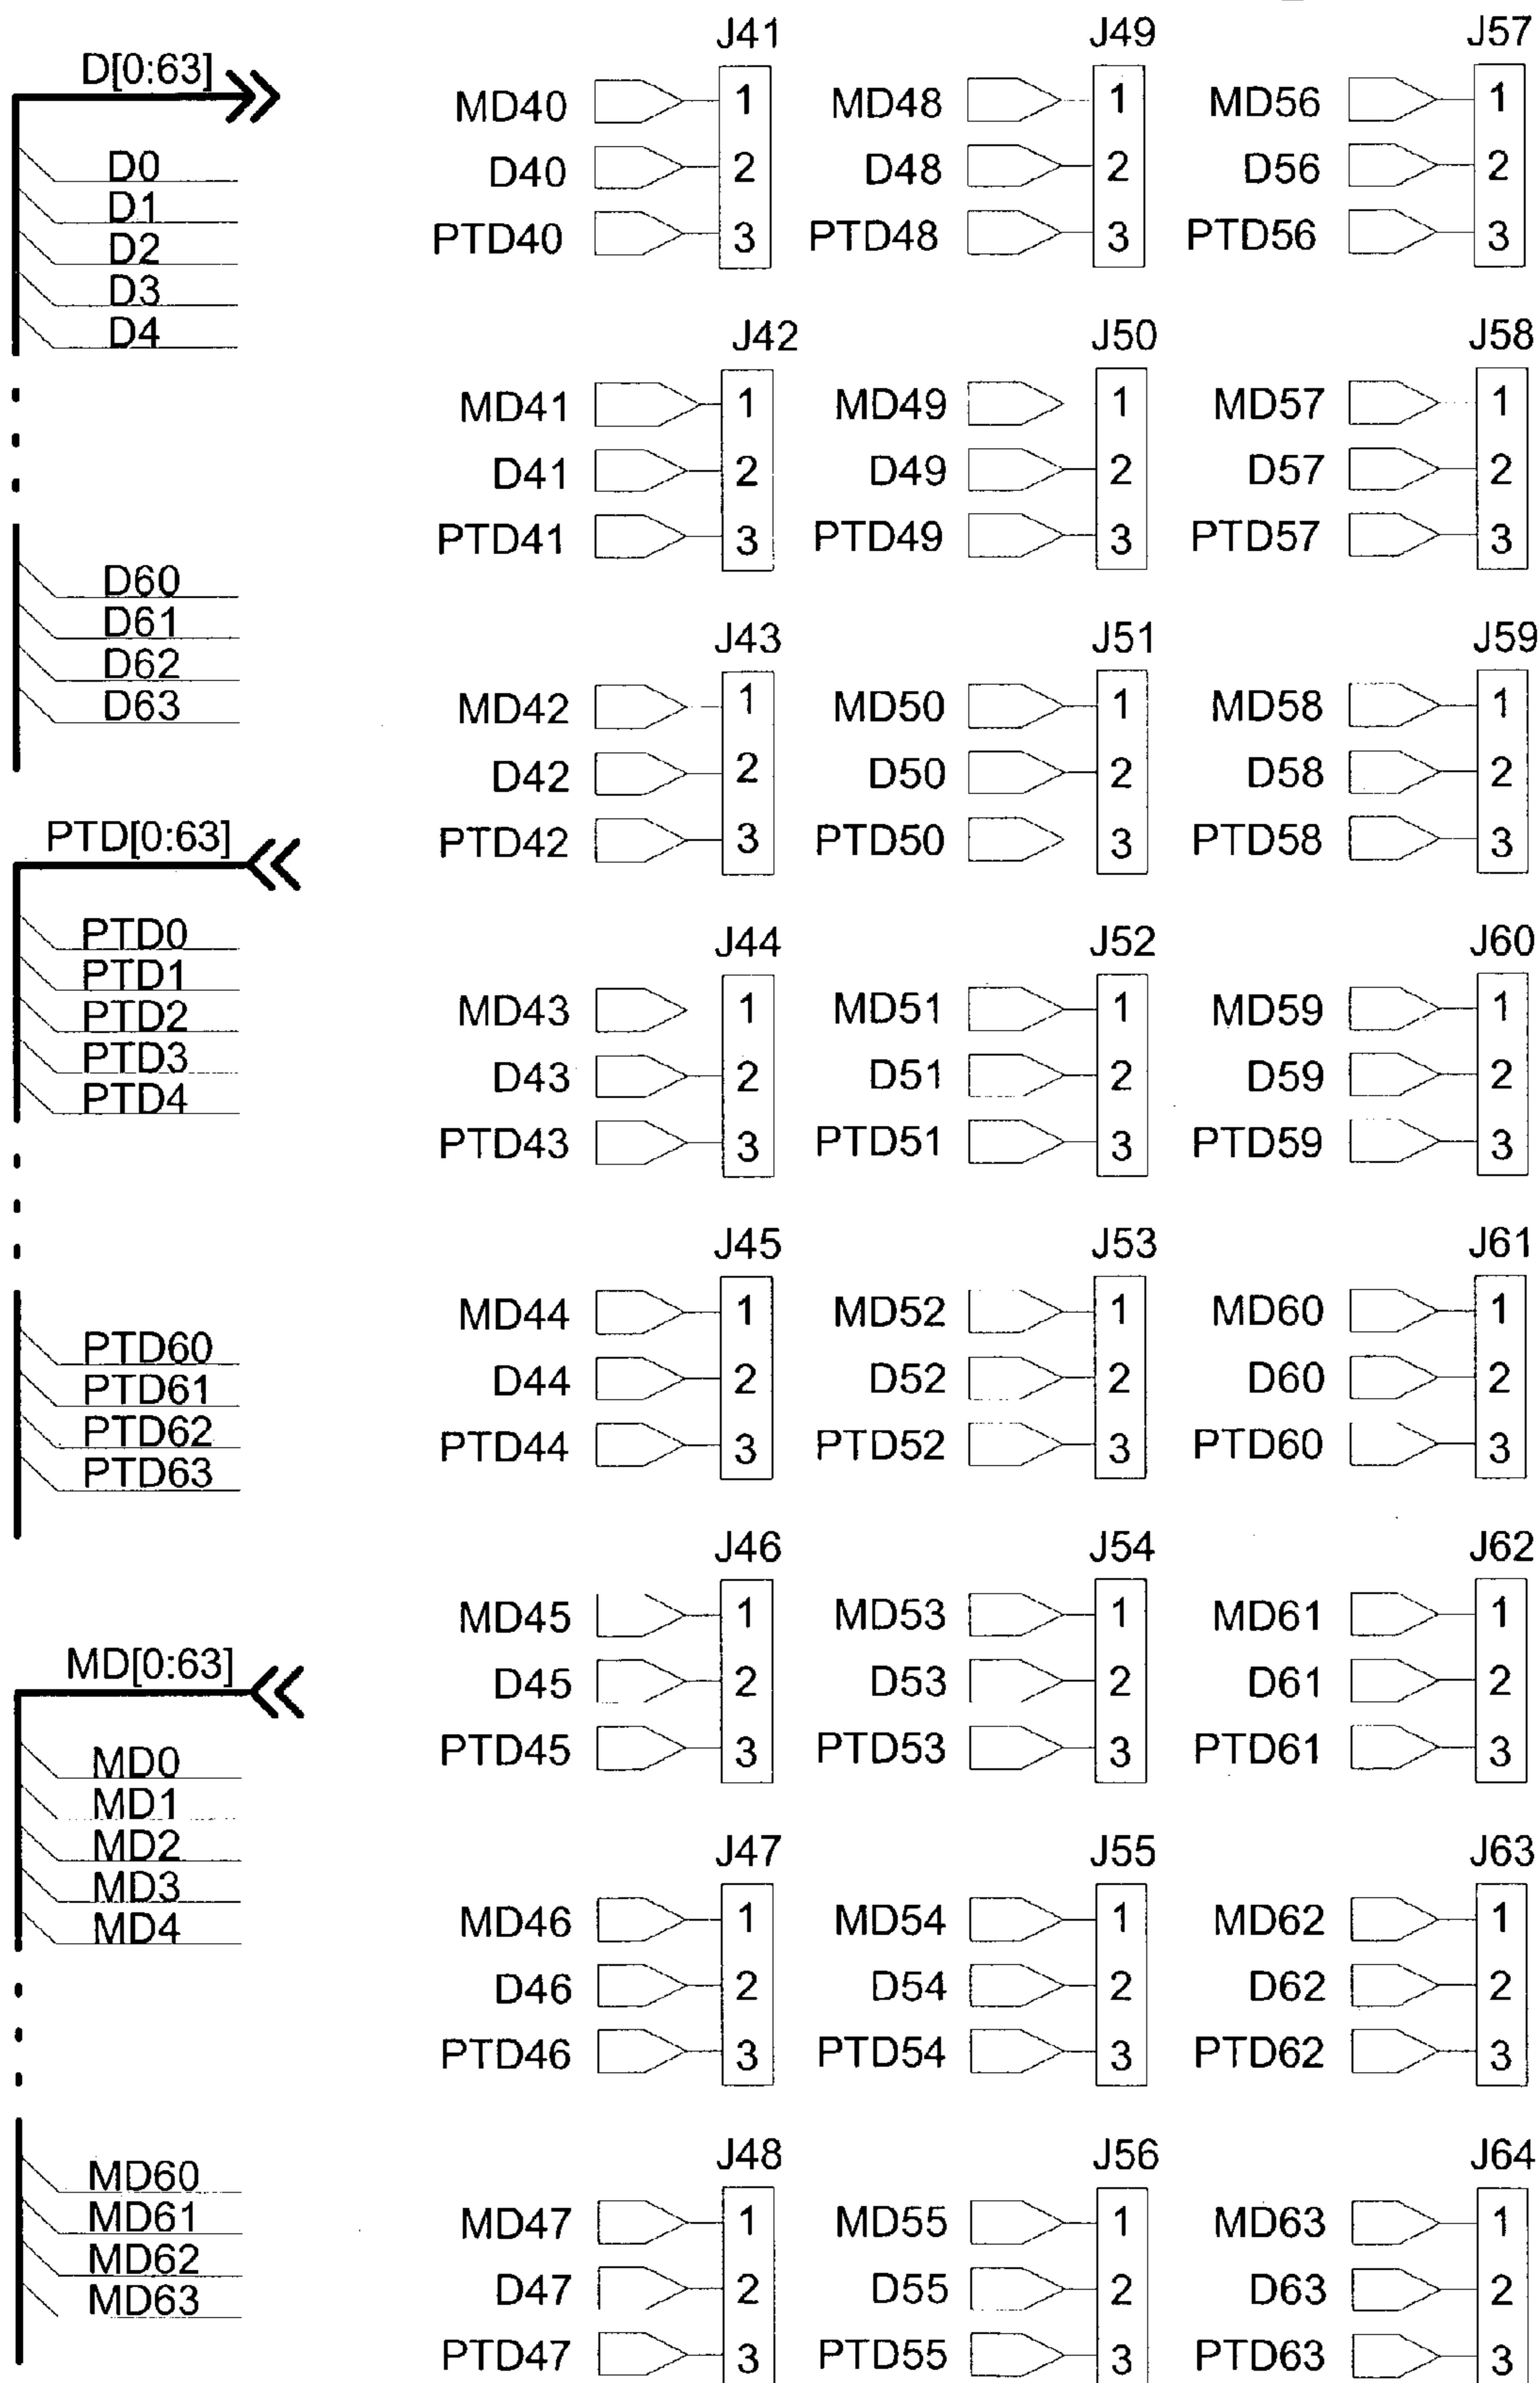 D[0:63]
D0
D1
D2
D3
D4
D60
D61
D62
D63
PTD[0:63]
PTD0
PTD1
PTD2
PTD3
PTD4
PTD60
PTD61
PTD62
PTD63
MD[0:63]
MD0
MD1
MD2
MD3
MD4
MD60
MD61
MD62
MD63
J41
MD40 1
D40 2
PTD40 3
J42
MD41 1
D41 2
PTD41 3
J43
MD42 1
D42 2
PTD42 3
J44
MD43 1
D43 2
PTD43 3
J45
MD44 1
D44 2
PTD44 3
J46
MD45 1
D45 2
PTD45 3
J47
MD46 1
D46 2
PTD46 3
J48
MD47 1
D47 2
PTD47 3
J49
MD48 1
D48 2
PTD48 3
J50
MD49 1
D49 2
PTD49 3
J51
MD50 1
D50 2
PTD50 3
J52
MD51 1
D51 2
PTD51 3
J53
MD52 1
D52 2
PTD52 3
J54
MD53 1
D53 2
PTD53 3
J55
MD54 1
D54 2
PTD54 3
J56
MD55 1
D55 2
PTD55 3
J57
MD56 1
D56 2
PTD56 3
J58
MD57 1
D57 2
PTD57 3
J59
MD58 1
D58 2
PTD58 3
J60
MD59 1
D59 2
PTD59 3
J61
MD60 1
D60 2
PTD60 3
J62
MD61 1
D61 2
PTD61 3
J63
MD62 1
D62 2
PTD62 3
J64
MD63 1
D63 2
PTD63 3